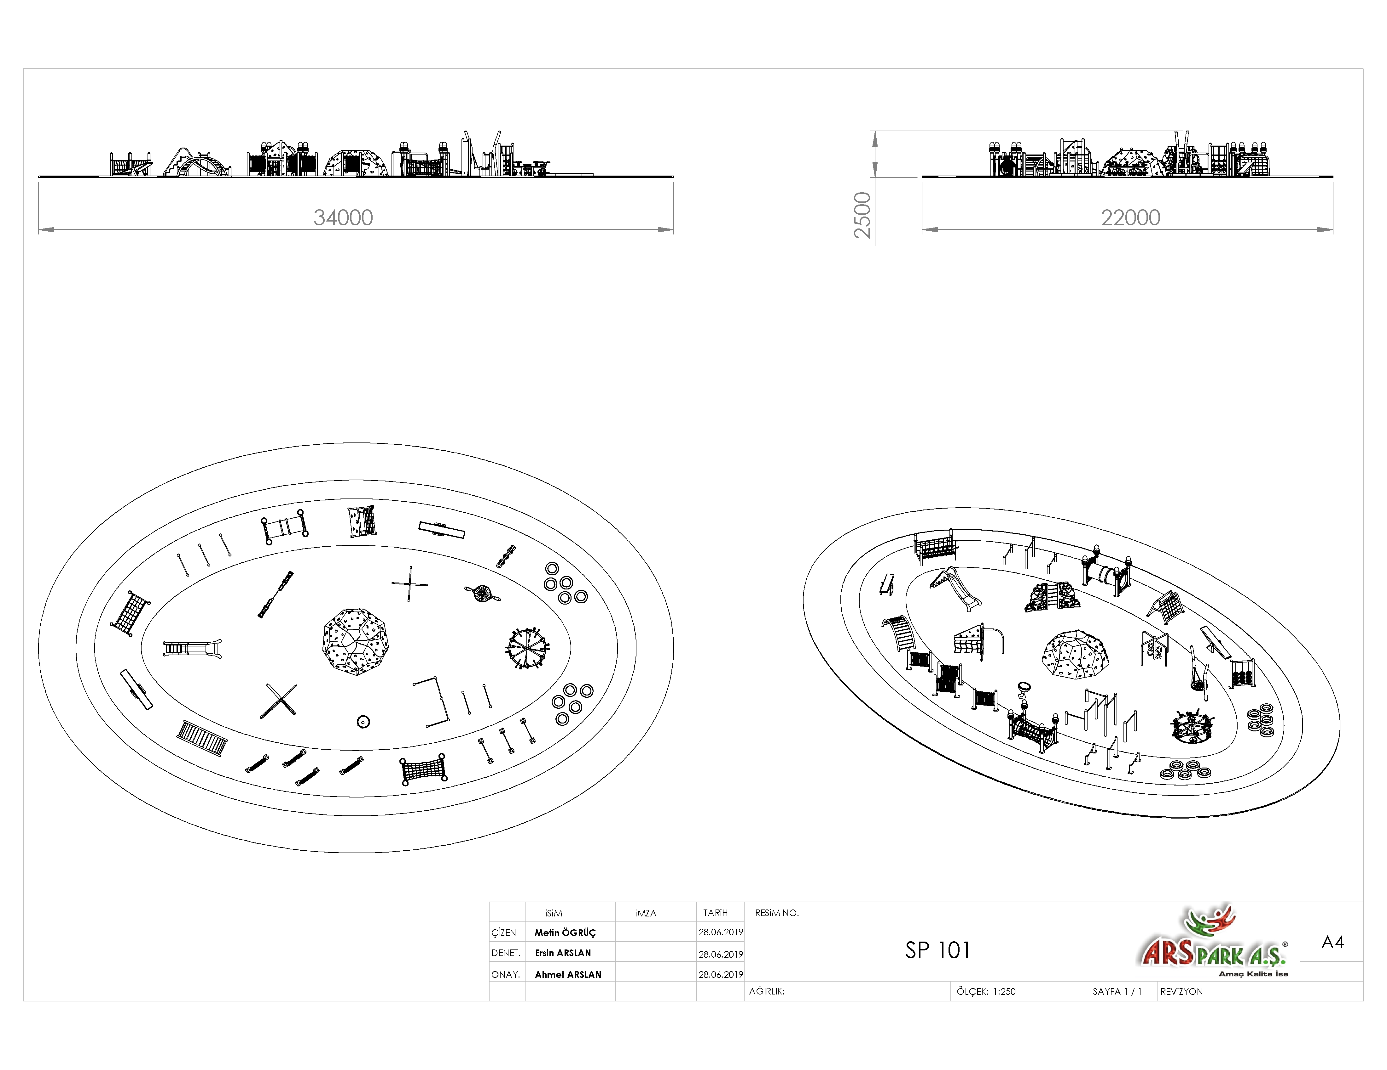 34000
2500
22000
İSİM İMZA TARİH RESİM NO.
ÇİZEN Metin ÖGRÜÇ 28.06.2019
DENET. Ersin ARSLAN 28.06.2019
ONAY. Ahmet ARSLAN 28.06.2019
SP 101
ARS PARK A.Ş.®
Amaç Kalite İse
A4
AGIRLIK: ÖLÇEK: 1:250 SAYFA 1 / 1 REVİZYON